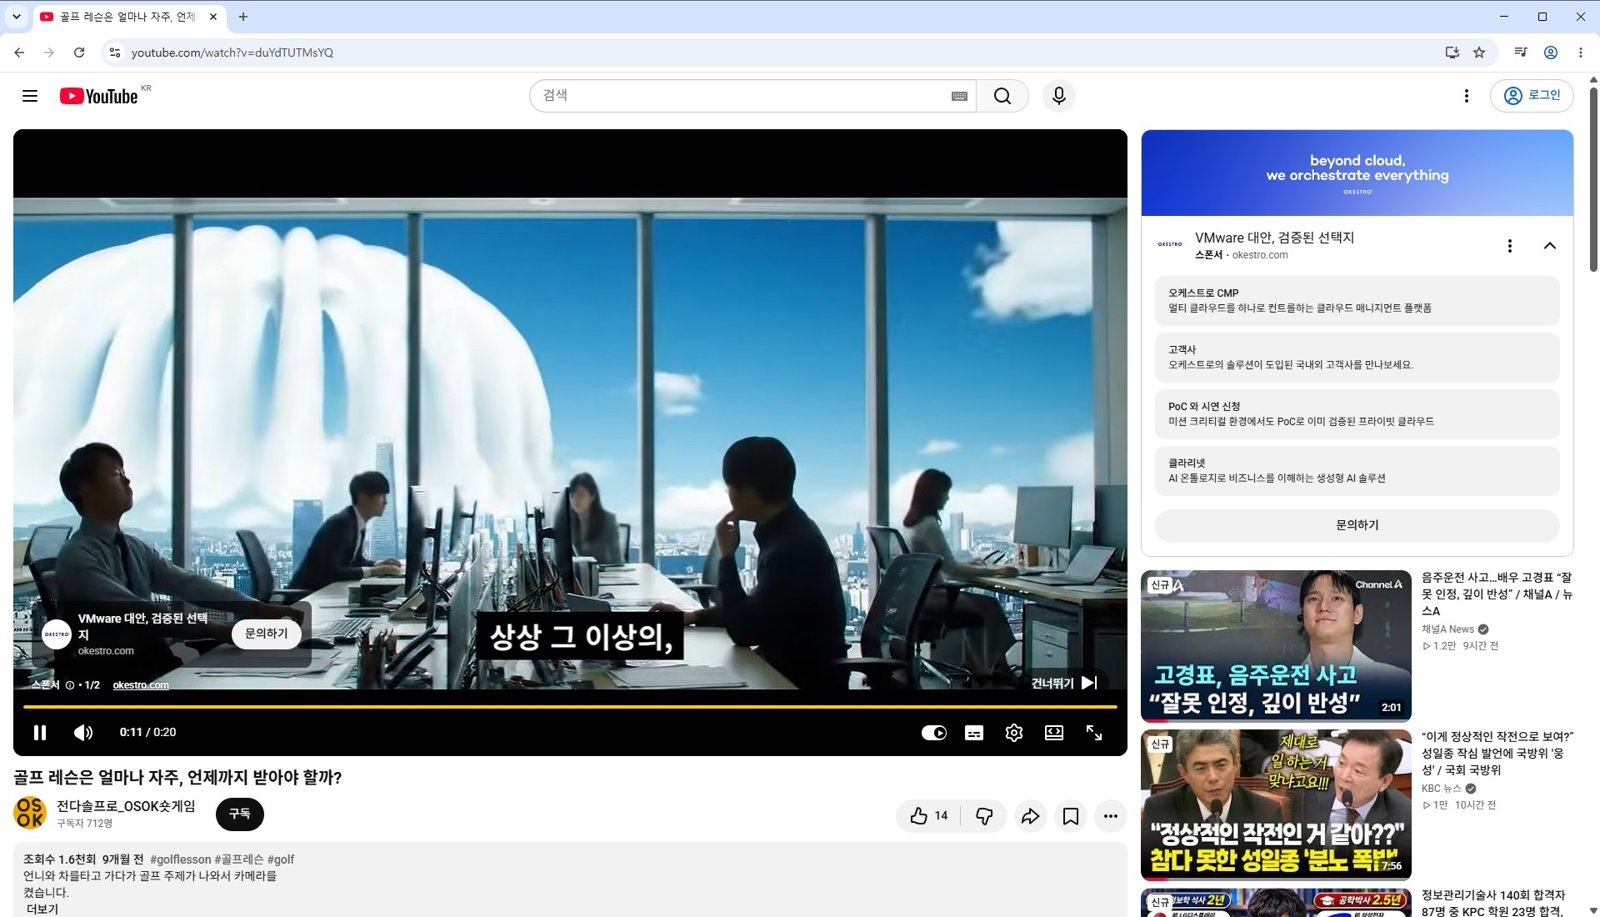 골프 레슨은 얼마나 자주, 언제
youtube.com/watch?v=duYdTUTMsYQ
YouTube KR
검색
로그인
VMware 대안, 검증된 선택
지
okestro.com
문의하기
상상 그 이상의,
스폰서 · 1/2 okestro.com
건너뛰기
0:11 / 0:20
골프 레슨은 얼마나 자주, 언제까지 받아야 할까?
OS
OK
전다솔프로_OSOK숏게임
구독자 712명
구독
14
조회수 1.6천회 9개월 전 #golflesson #골프레슨 #golf
언니와 차를타고 가다가 골프 주제가 나와서 카메라를
켰습니다.
더보기
beyond cloud,
we orchestrate everything
OKESTRO
OKESTRO
VMware 대안, 검증된 선택지
스폰서 · okestro.com
오케스트로 CMP
멀티 클라우드를 하나로 컨트롤하는 클라우드 매니지먼트 플랫폼
고객사
오케스트로의 솔루션이 도입된 국내외 고객사를 만나보세요.
PoC 와 시연 신청
미션 크리티컬 환경에서도 PoC로 이미 검증된 프라이빗 클라우드
클라리넷
AI 온톨로지로 비즈니스를 이해하는 생성형 AI 솔루션
문의하기
신규
Channel A
고경표, 음주운전 사고
“잘못 인정, 깊이 반성”
2:01
음주운전 사고…배우 고경표 “잘
못 인정, 깊이 반성” / 채널A / 뉴
스A
채널A News
1.2만 9시간 전
신규
제대로
일 하는 거
맞냐고요!!!
“정상적인 작전인 거 같아??”
참다 못한 성일종 '분노 폭발'
7:56
“이게 정상적인 작전으로 보여?”
성일종 작심 발언에 국방위 '웅
성' / 국회 국방위
KBC 뉴스
1만 10시간 전
신규
석사 2년
공학박사 2.5년
정보관리기술사 140회 합격자
87명 중 KPC 학원 23명 합격,